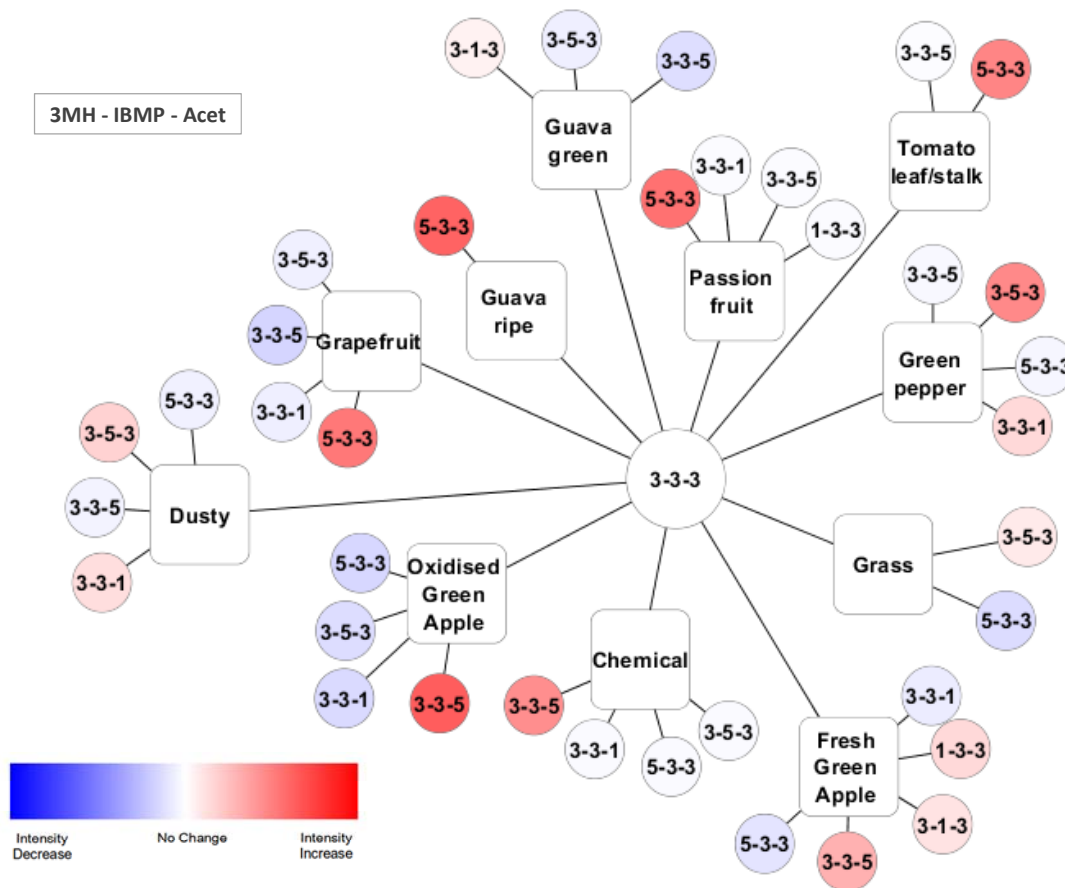 3MH - IBMP - Acet
3-1-3
3-5-3
3-3-5
Guava
green
3-3-5
5-3-3
Tomato
leaf/stalk
5-3-3
3-3-1
3-3-5
1-3-3
Passion
fruit
5-3-3
Guava
ripe
3-5-3
3-3-5
3-3-1
5-3-3
Grapefruit
3-3-5
3-5-3
5-3-3
3-3-1
Green
pepper
3-3-3
5-3-3
3-5-3
3-3-5
3-3-1
Dusty
5-3-3
3-5-3
3-3-1
3-3-5
Oxidised
Green
Apple
Chemical
3-3-5
3-3-1
5-3-3
3-5-3
Grass
3-5-3
5-3-3
Fresh
Green
Apple
3-3-1
1-3-3
3-1-3
3-3-5
5-3-3
Intensity
Decrease
No Change
Intensity
Increase